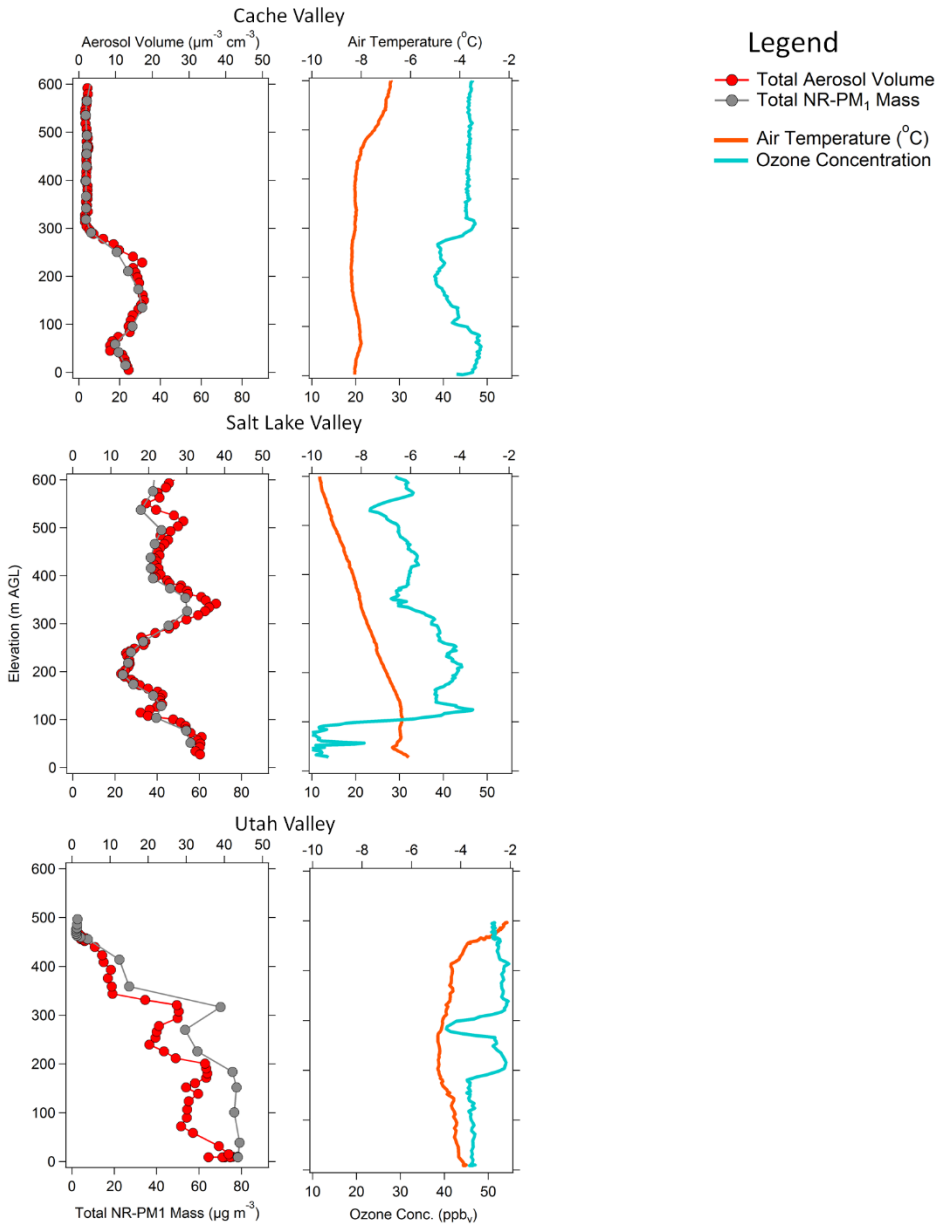 Cache Valley
Aerosol Volume (µm⁻³ cm⁻³)
Air Temperature (°C)
0 10 20 30 40 50
-10 -8 -6 -4 -2
Legend
Total Aerosol Volume
Total NR-PM₁ Mass
Air Temperature (°C)
Ozone Concentration
600
500
400
300
200
100
0
0 20 40 60 80
10 20 30 40 50
Salt Lake Valley
0 10 20 30 40 50
-10 -8 -6 -4 -2
Elevation (m AGL)
600
500
400
300
200
100
0
0 20 40 60 80
10 20 30 40 50
Utah Valley
0 10 20 30 40 50
-10 -8 -6 -4 -2
600
500
400
300
200
100
0
0 20 40 60 80
10 20 30 40 50
Total NR-PM1 Mass (µg m⁻³)
Ozone Conc. (ppbᵥ)